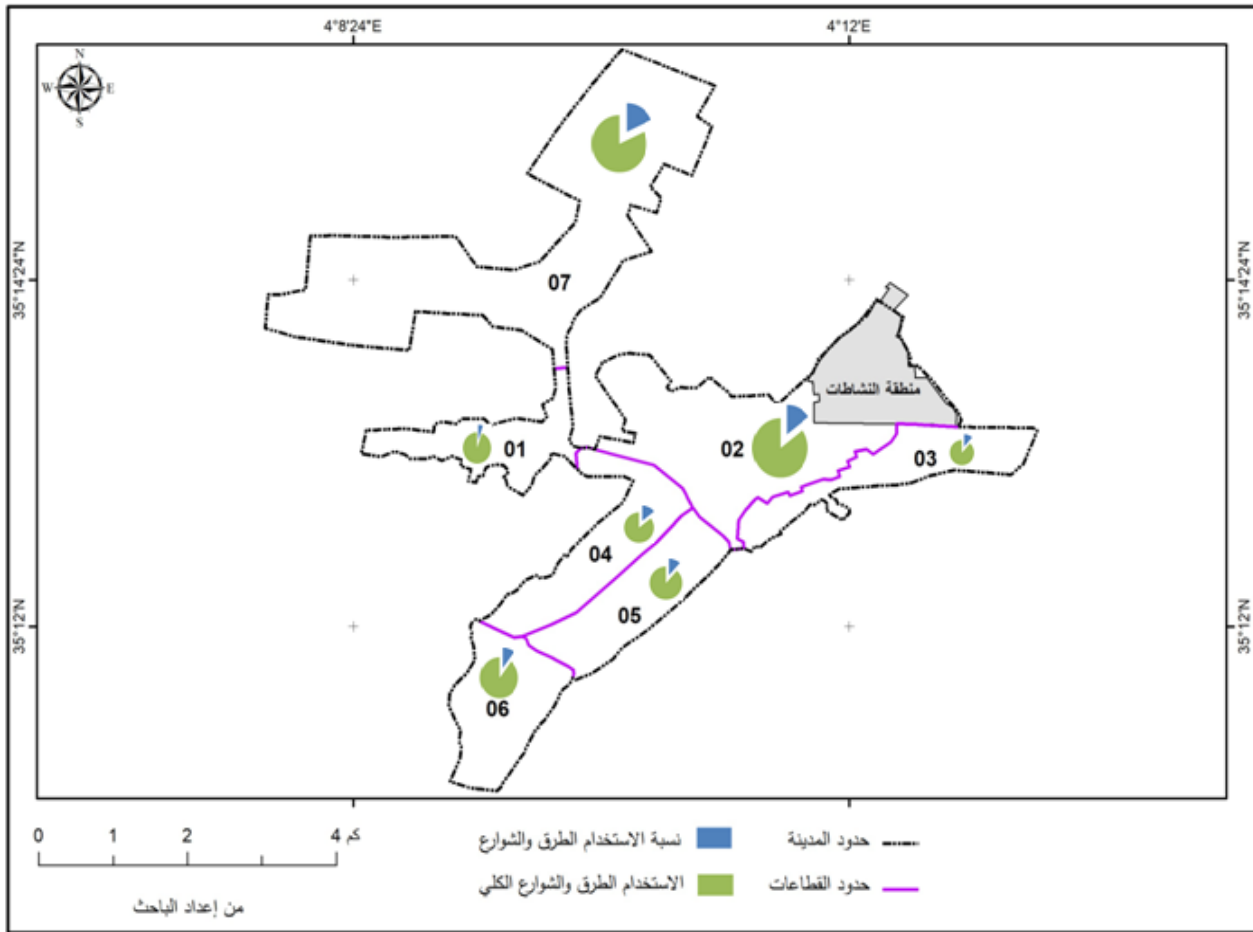 4°8'24"E
4°12'E
N
W E
S
35°14'24"N
35°14'24"N
07
منطقة النشاطات
01
02
03
04
05
35°12'N
35°12'N
06
0 1 2 4 كم
نسبة الاستخدام الطرق والشوارع
حدود المدينة
الاستخدام الطرق والشوارع الكلي
حدود القطاعات
من إعداد الباحث